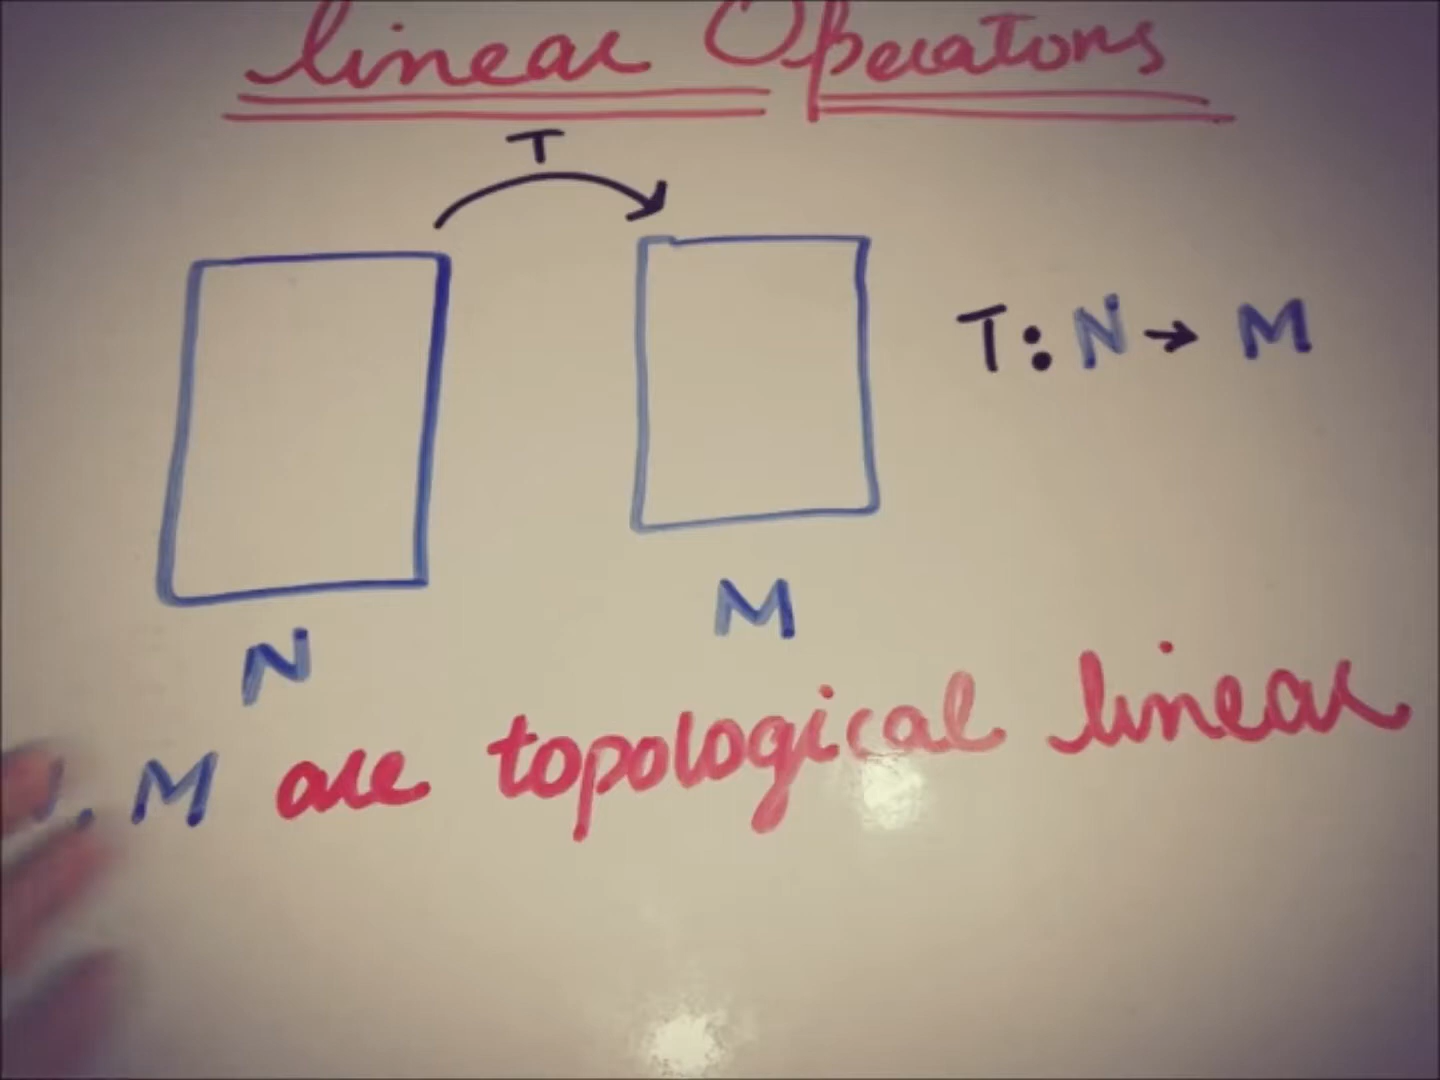 linear Operators
T
T: N → M
N
M
, M are topological linear